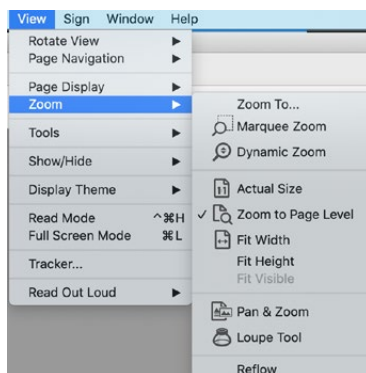 View Sign Window Help
Rotate View
Page Navigation
Page Display
Zoom
Tools
Show/Hide
Display Theme
Read Mode ^⌘H
Full Screen Mode ⌘L
Tracker...
Read Out Loud
Zoom To...
Marquee Zoom
Dynamic Zoom
Actual Size
Zoom to Page Level
Fit Width
Fit Height
Fit Visible
Pan & Zoom
Loupe Tool
Reflow